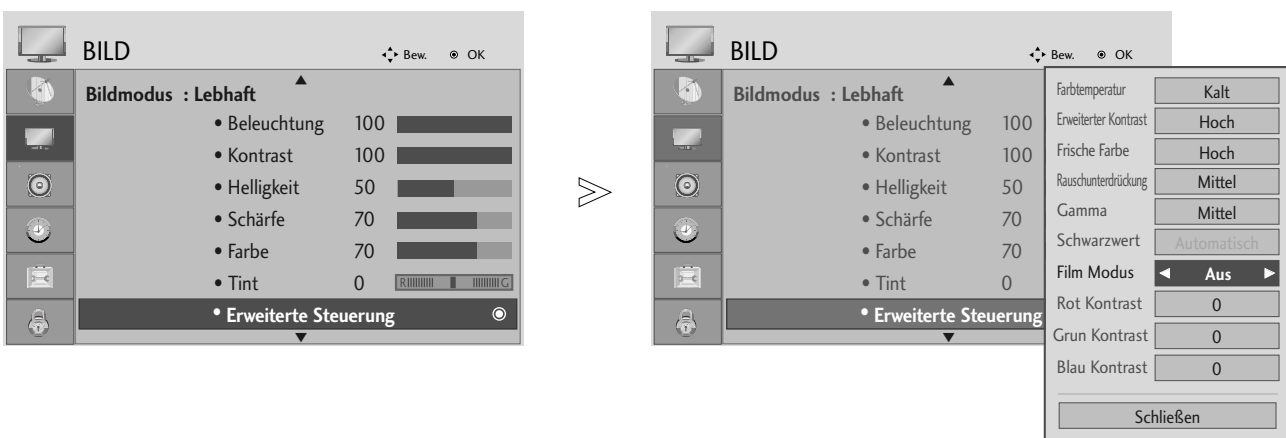 BILD
Bew. OK
Bildmodus : Lebhaft
• Beleuchtung 100
• Kontrast 100
• Helligkeit 50
• Schärfe 70
• Farbe 70
• Tint 0 R G
• Erweiterte Steuerung
BILD
Bew. OK
Bildmodus : Lebhaft
• Beleuchtung 100
• Kontrast 100
• Helligkeit 50
• Schärfe 70
• Farbe 70
• Tint 0
• Erweiterte Steuerung
Farbtemperatur Kalt
Erweiterter Kontrast Hoch
Frische Farbe Hoch
Rauschunterdrückung Mittel
Gamma Mittel
Schwarzwert Automatisch
Film Modus Aus
Rot Kontrast 0
Grun Kontrast 0
Blau Kontrast 0
Schließen